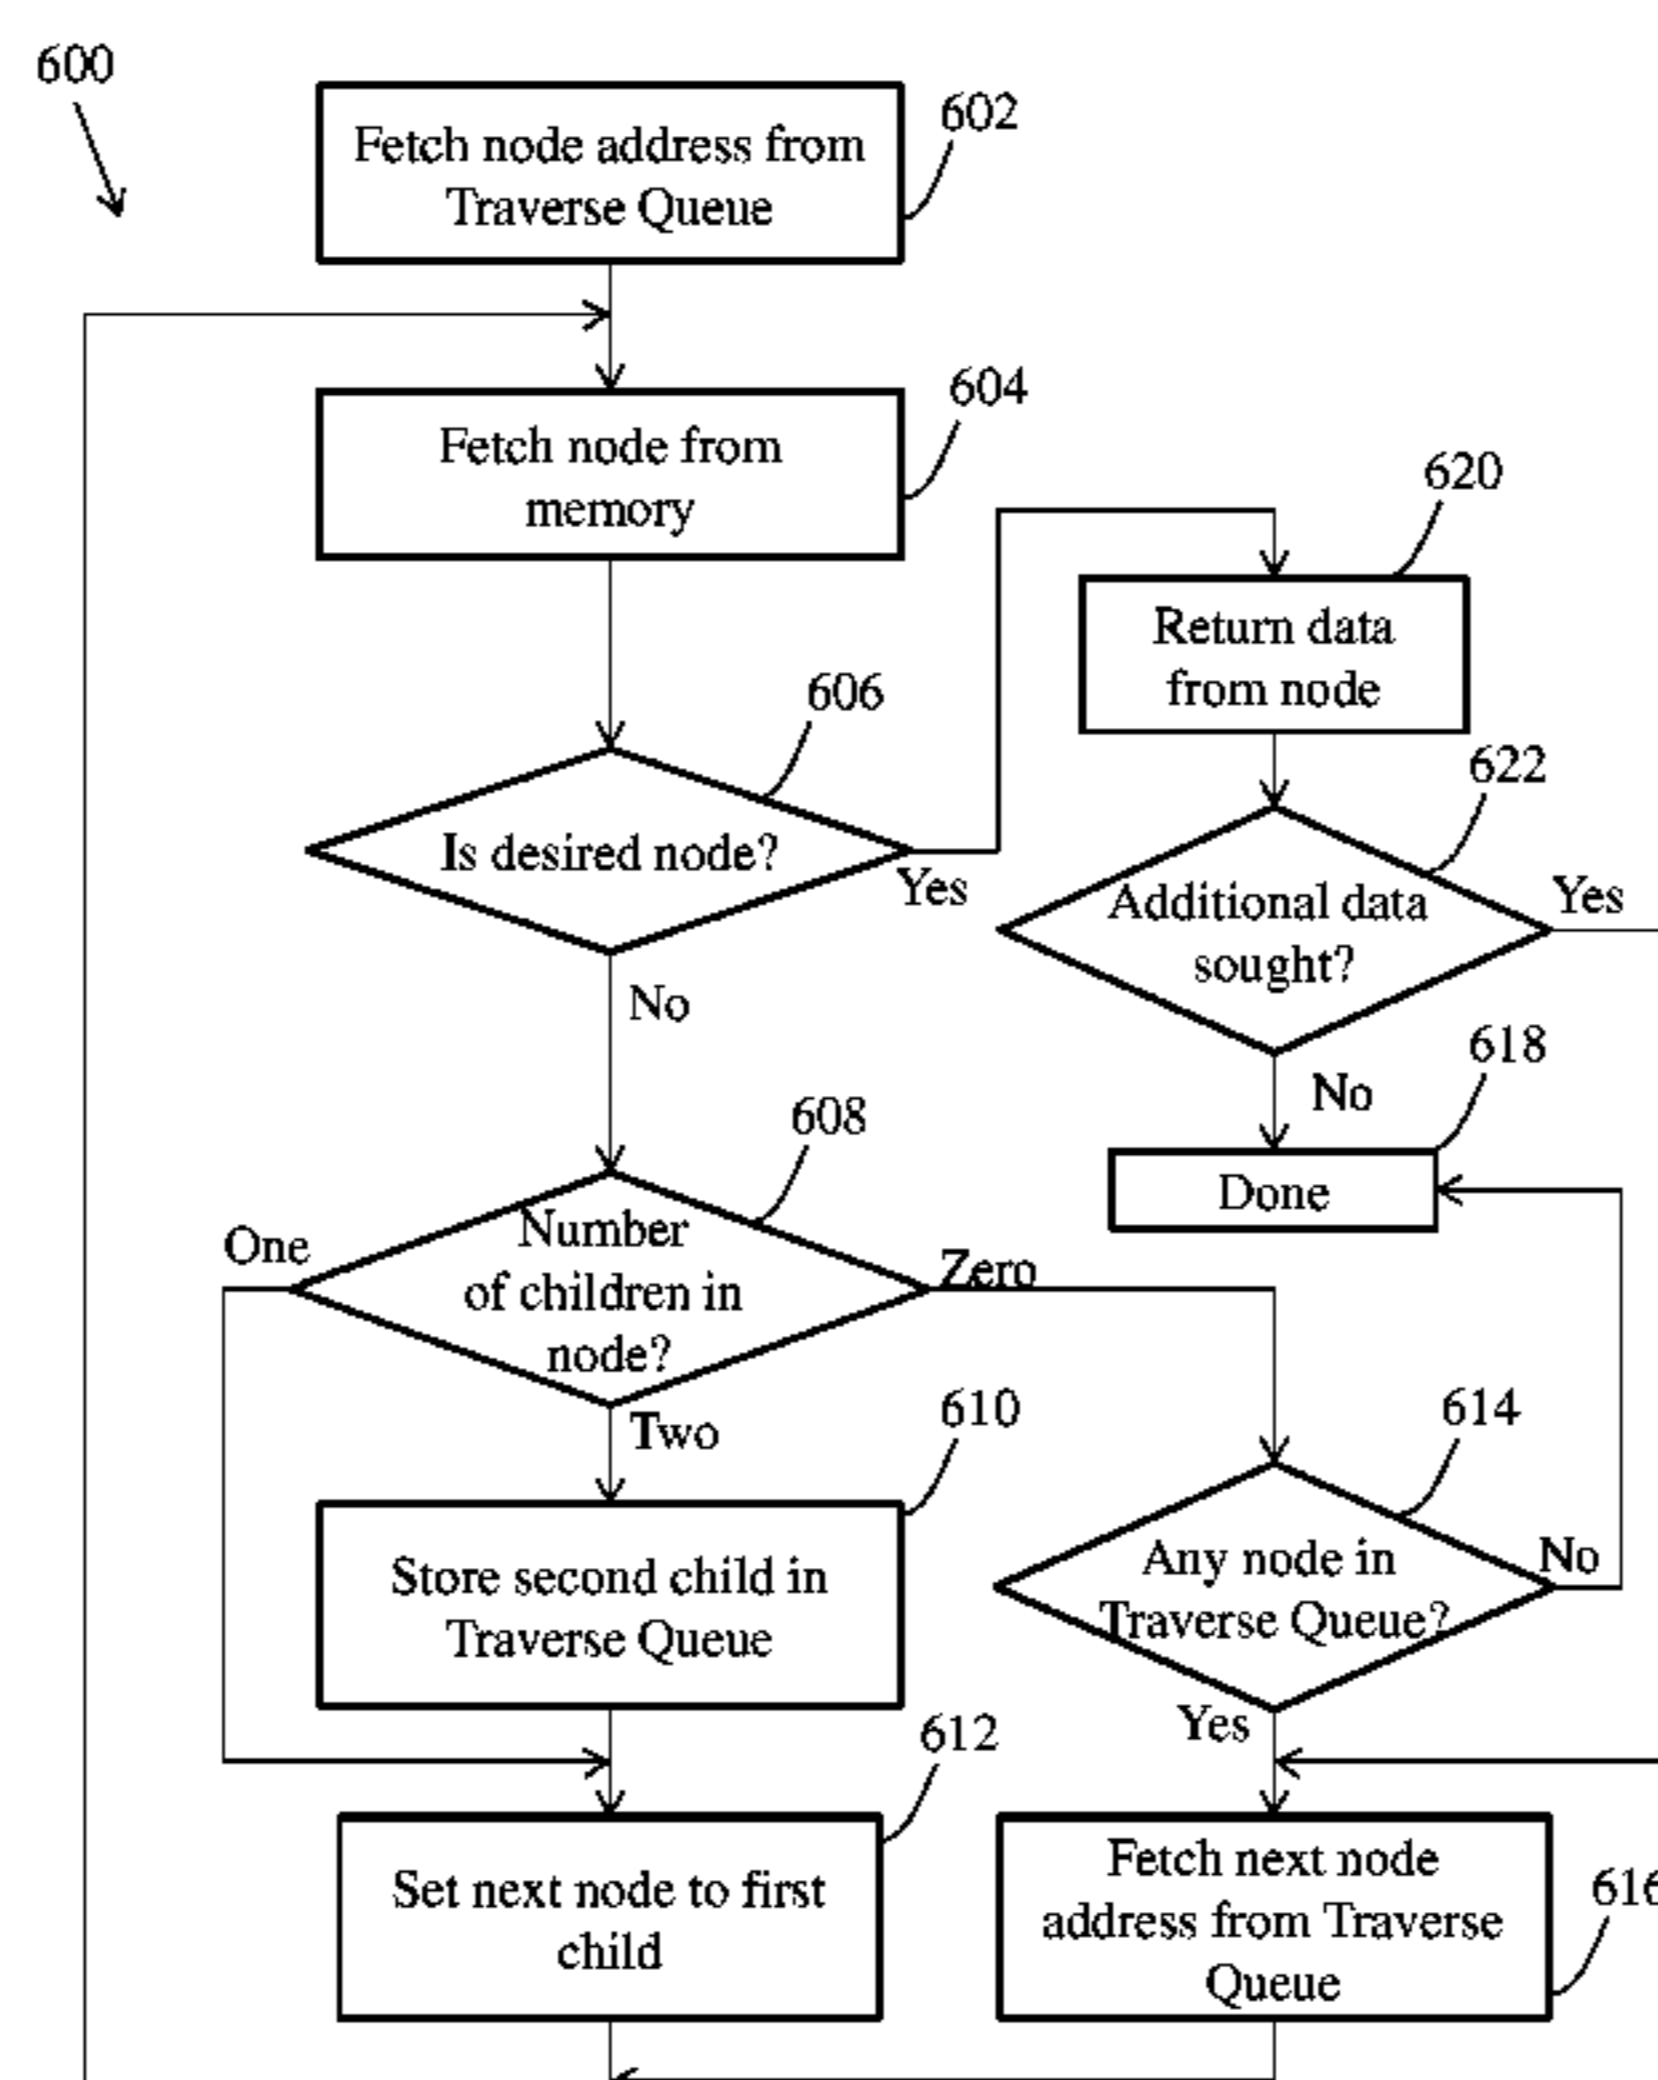 600
Fetch node address from
Traverse Queue
602
Fetch node from
memory
604
Is desired node?
606
Yes
No
Return data
from node
620
Additional data
sought?
622
Yes
No
Done
618
Number
of children in
node?
608
One
Zero
Two
Store second child in
Traverse Queue
610
Any node in
Traverse Queue?
614
No
Yes
Set next node to first
child
612
Fetch next node
address from Traverse
Queue
616